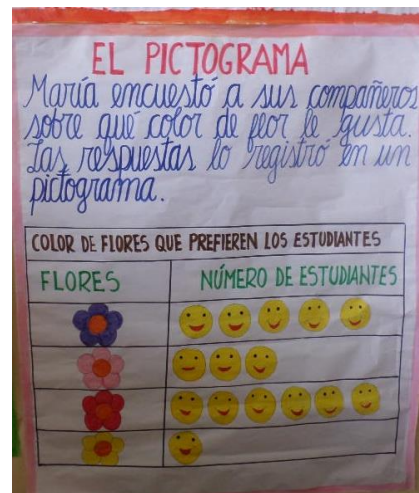 EL PICTOGRAMA
María encuestó a sus compañeros
sobre qué color de flor le gusta.
Las respuestas lo registró en un
pictograma.
COLOR DE FLORES QUE PREFIEREN LOS ESTUDIANTES
FLORES NÚMERO DE ESTUDIANTES